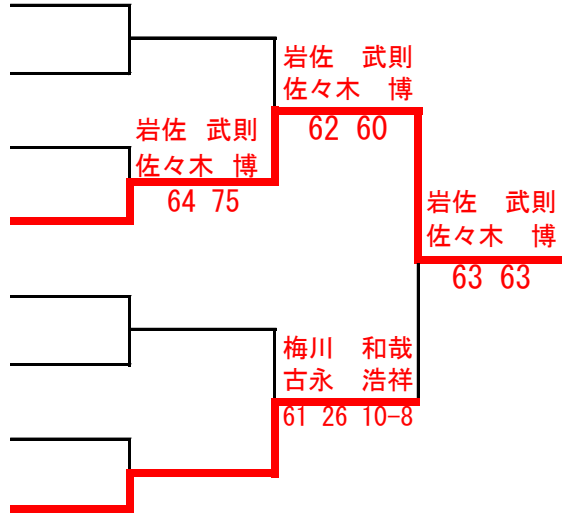 岩佐　武則
佐々木　博
62 60
岩佐　武則
佐々木　博
64 75
岩佐　武則
佐々木　博
63 63
梅川　和哉
古永　浩祥
61 26 10-8